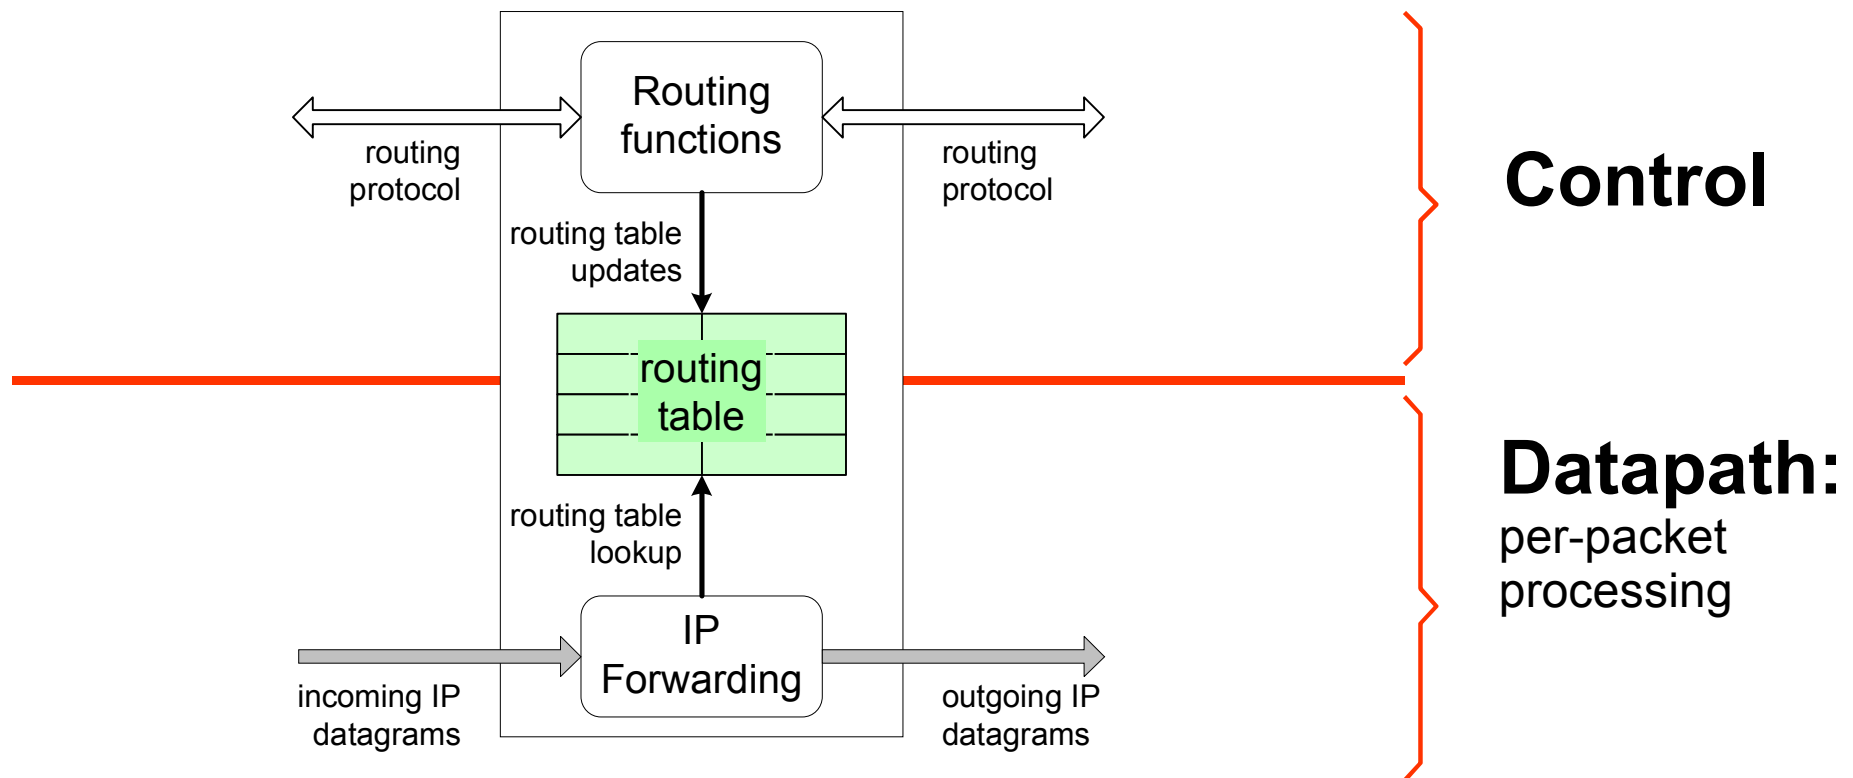 Routing
functions
routing
protocol
routing
protocol
Control
routing table
updates
routing
table
Datapath:
per-packet
processing
routing table
lookup
IP
Forwarding
incoming IP
datagrams
outgoing IP
datagrams